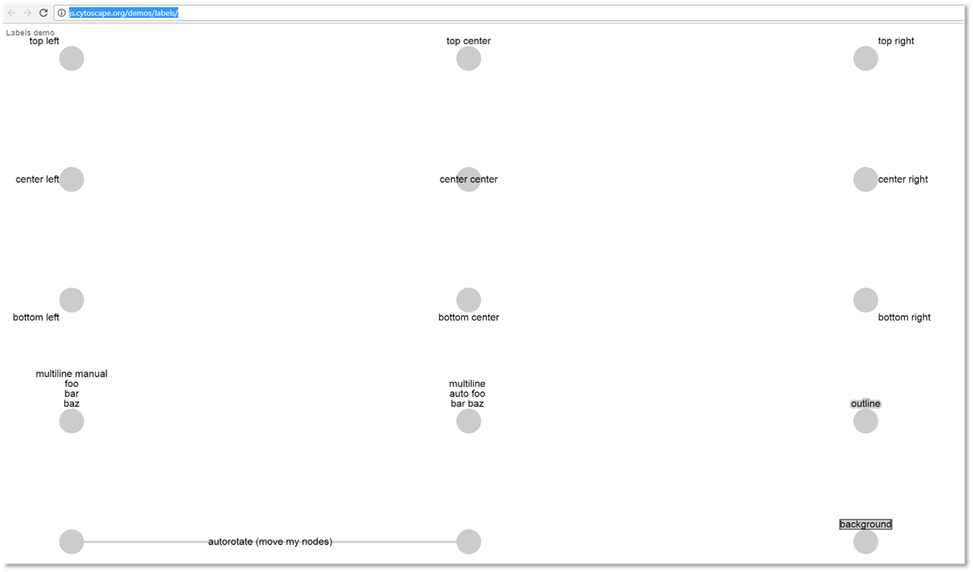 js.cytoscape.org/demos/labels/
Labels demo
top left
top center
top right
center left
center center
center right
bottom left
bottom center
bottom right
multiline manual
foo
bar
baz
multiline
auto foo
bar baz
outline
autorotate (move my nodes)
background